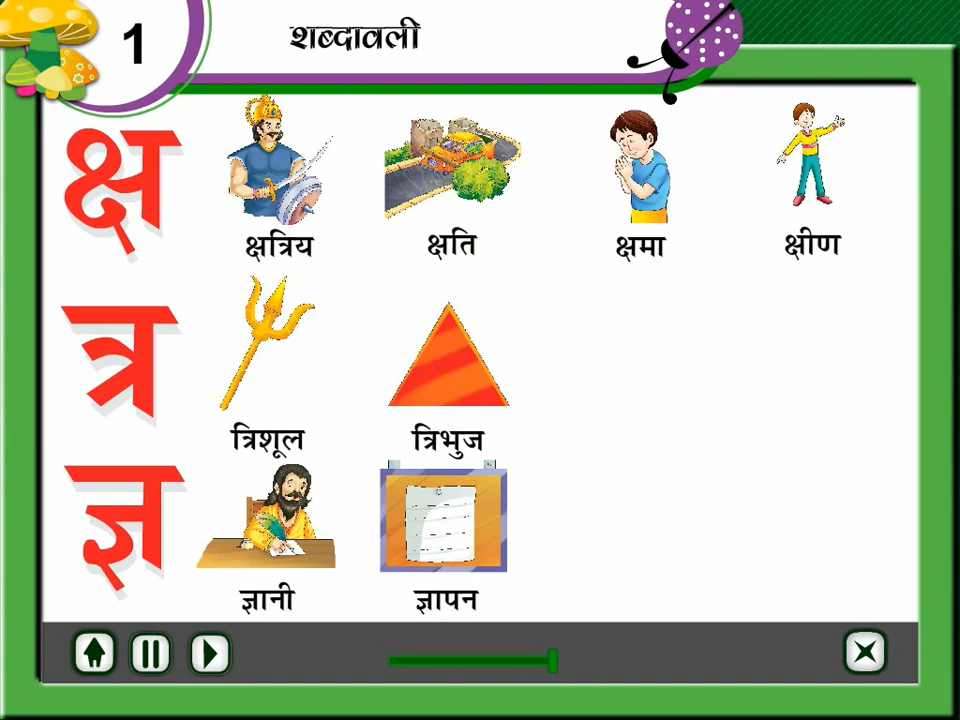 1
शब्दावली
क्ष
क्षत्रिय क्षति क्षमा क्षीण
त्र
त्रिशूल त्रिभुज
ज्ञ
ज्ञानी ज्ञापन